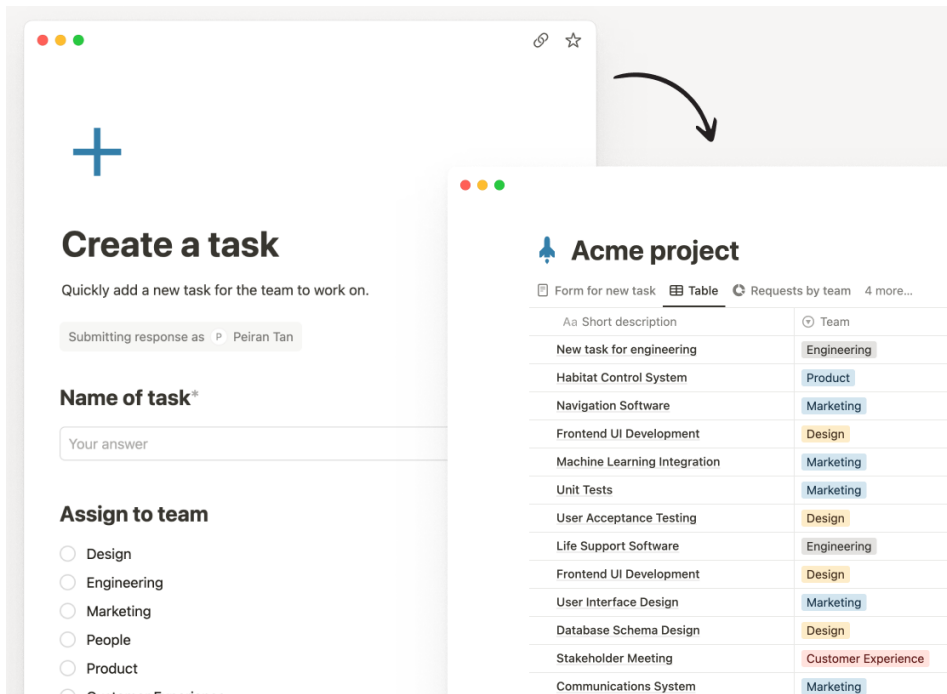 Create a task
Quickly add a new task for the team to work on.
Submitting response as P Peiran Tan
Name of task*
Your answer
Assign to team
Design
Engineering
Marketing
People
Product
Acme project
Form for new task Table Requests by team 4 more...
Aa Short description Team
New task for engineering Engineering
Habitat Control System Product
Navigation Software Marketing
Frontend UI Development Design
Machine Learning Integration Marketing
Unit Tests Marketing
User Acceptance Testing Design
Life Support Software Engineering
Frontend UI Development Design
User Interface Design Marketing
Database Schema Design Design
Stakeholder Meeting Customer Experience
Communications System Marketing